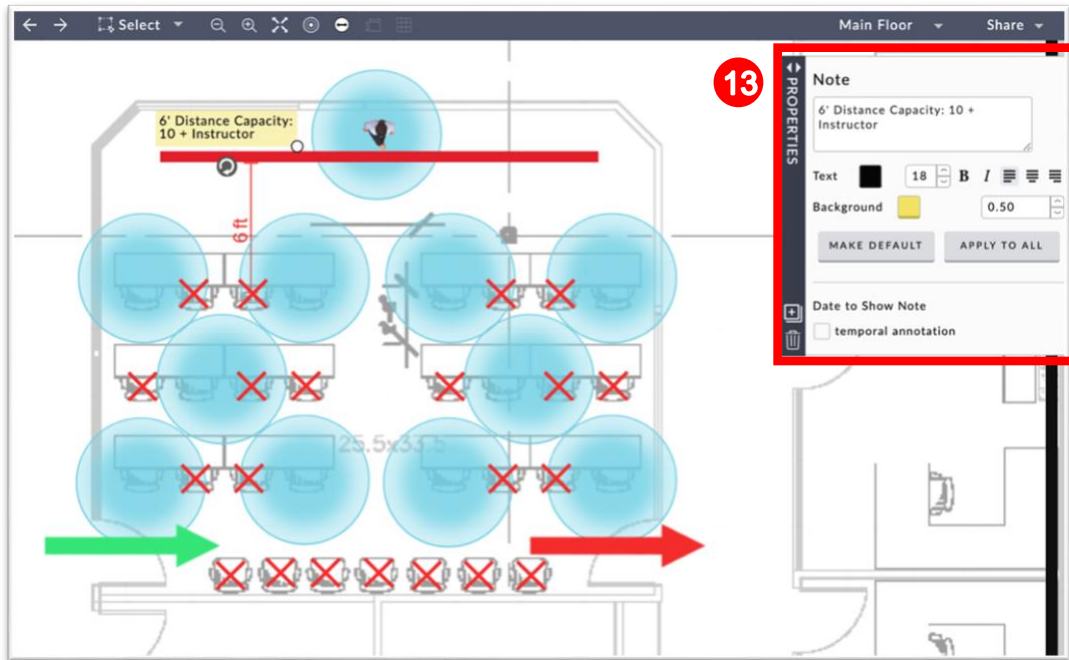 Select
Main Floor
Share
13
PROPERTIES
Note
6' Distance Capacity: 10 +
Instructor
Text
18
B
I
Background
0.50
MAKE DEFAULT
APPLY TO ALL
Date to Show Note
temporal annotation
6' Distance Capacity:
10 + Instructor
6 ft
25.5x33.5